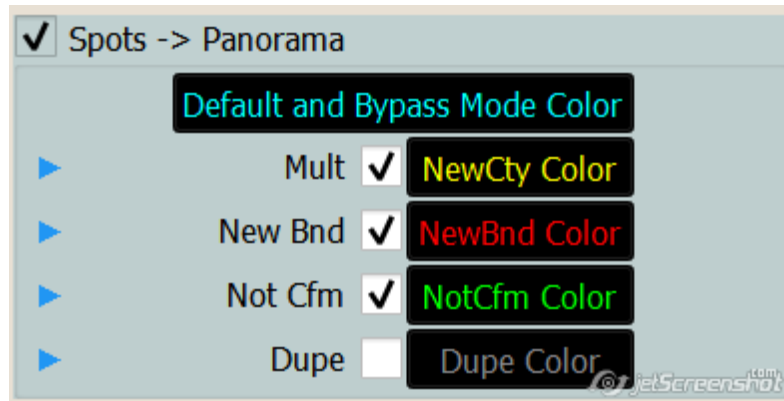 Spots -> Panorama
Default and Bypass Mode Color
Mult NewCty Color
New Bnd NewBnd Color
Not Cfm NotCfm Color
Dupe Dupe Color
jetScreenshot.com